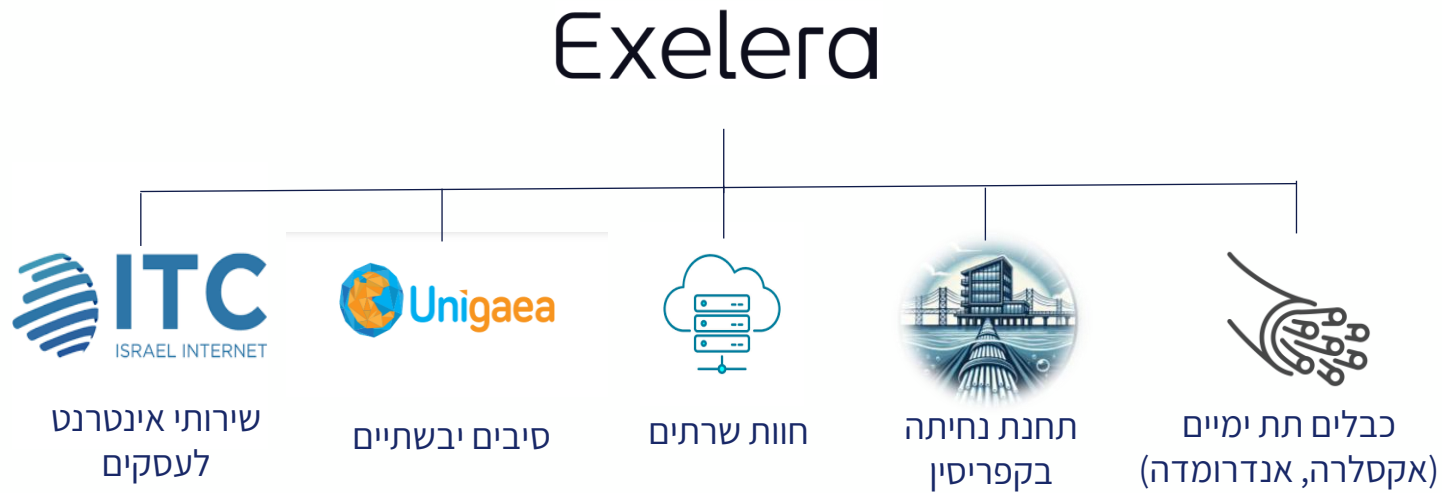 Exelera
כבלים תת ימיים
(אקסלרה, אנדרומדה)
תחנת נחיתה
בקפריסין
חוות שרתים
Unigaea
סיבים יבשתיים
ITC
ISRAEL INTERNET
שירותי אינטרנט
לעסקים